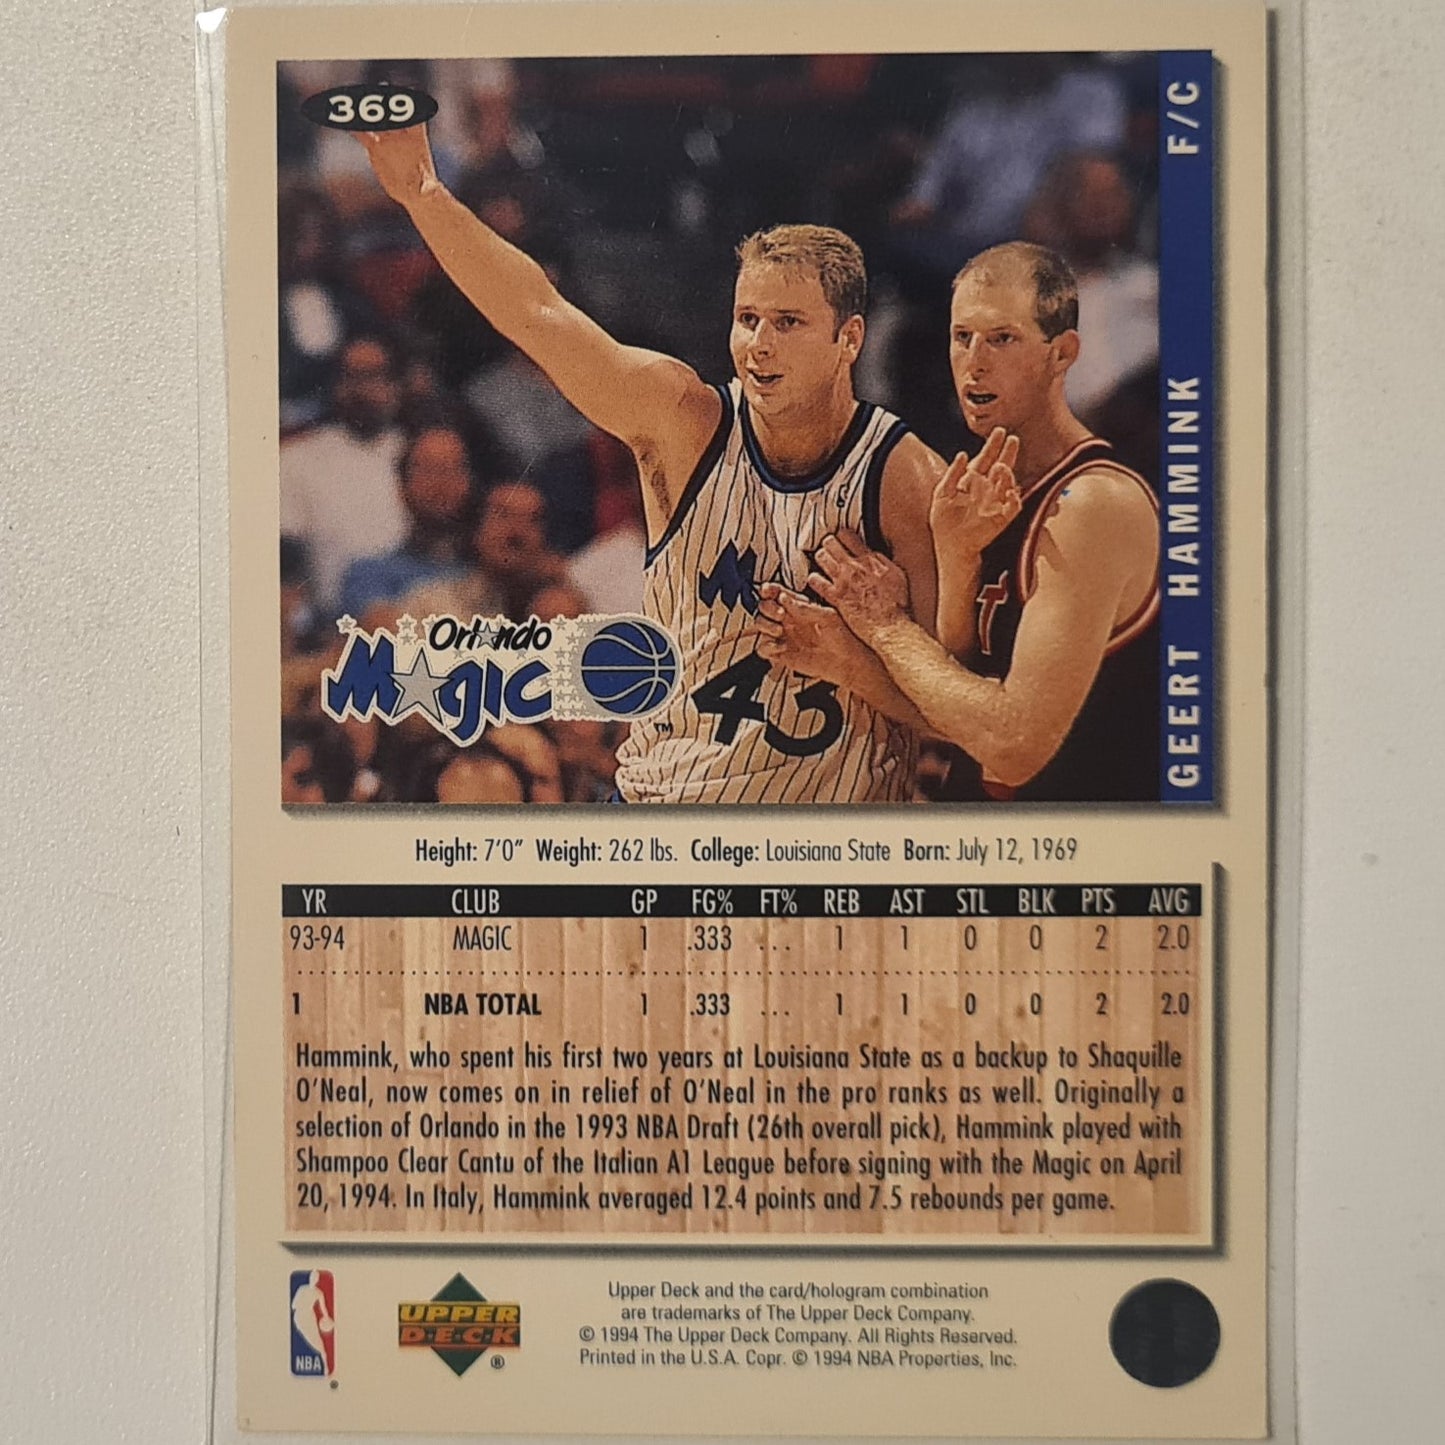 369
F/C
GEERT HAMMINK
Orlando
Magic
TM
43
Height: 7'0" Weight: 262 lbs. College: Louisiana State Born: July 12, 1969
YR CLUB GP FG% FT% REB AST STL BLK PTS AVG
93-94 MAGIC 1 .333 ... 1 1 0 0 2 2.0
1 NBA TOTAL 1 .333 ... 1 1 0 0 2 2.0
Hammink, who spent his first two years at Louisiana State as a backup to Shaquille
O'Neal, now comes on in relief of O'Neal in the pro ranks as well. Originally a
selection of Orlando in the 1993 NBA Draft (26th overall pick), Hammink played with
Shampoo Clear Cantu of the Italian A1 League before signing with the Magic on April
20, 1994. In Italy, Hammink averaged 12.4 points and 7.5 rebounds per game.
NBA
®
UPPER
D·E·C·K
®
Upper Deck and the card/hologram combination
are trademarks of The Upper Deck Company.
© 1994 The Upper Deck Company. All Rights Reserved.
Printed in the U.S.A. Copr. © 1994 NBA Properties, Inc.